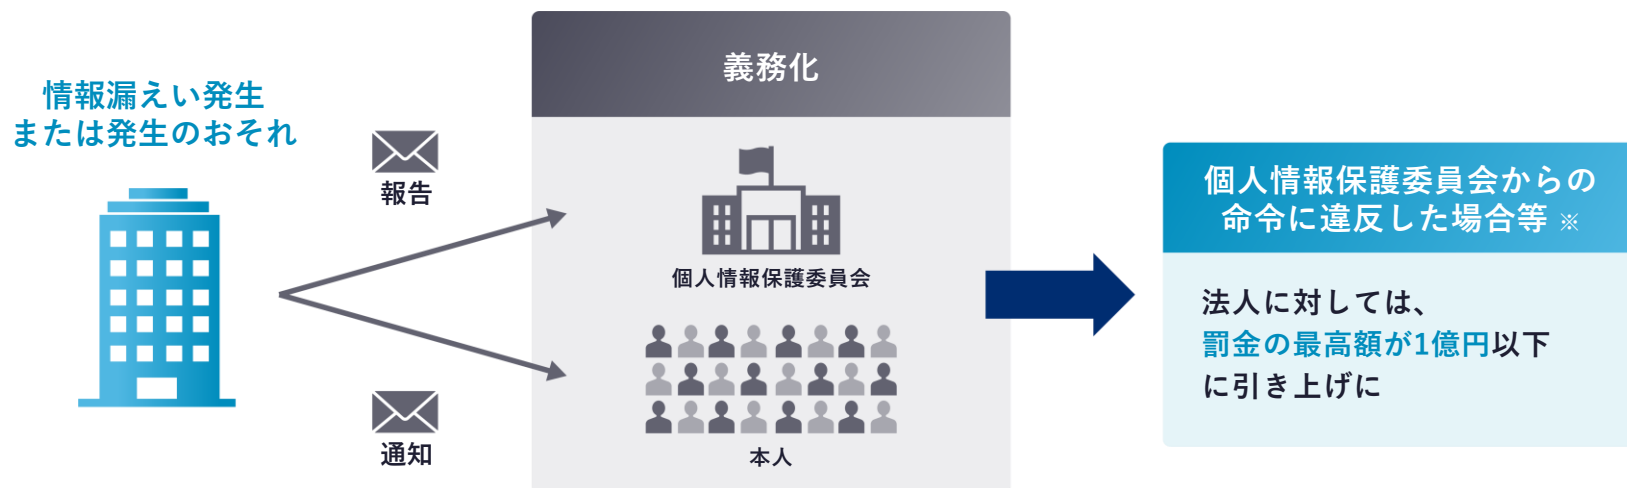 情報漏えい発生
または発生のおそれ
報告
通知
義務化
個人情報保護委員会
本人
個人情報保護委員会からの
命令に違反した場合等 ※
法人に対しては、
罰金の最高額が1億円以下
に引き上げに